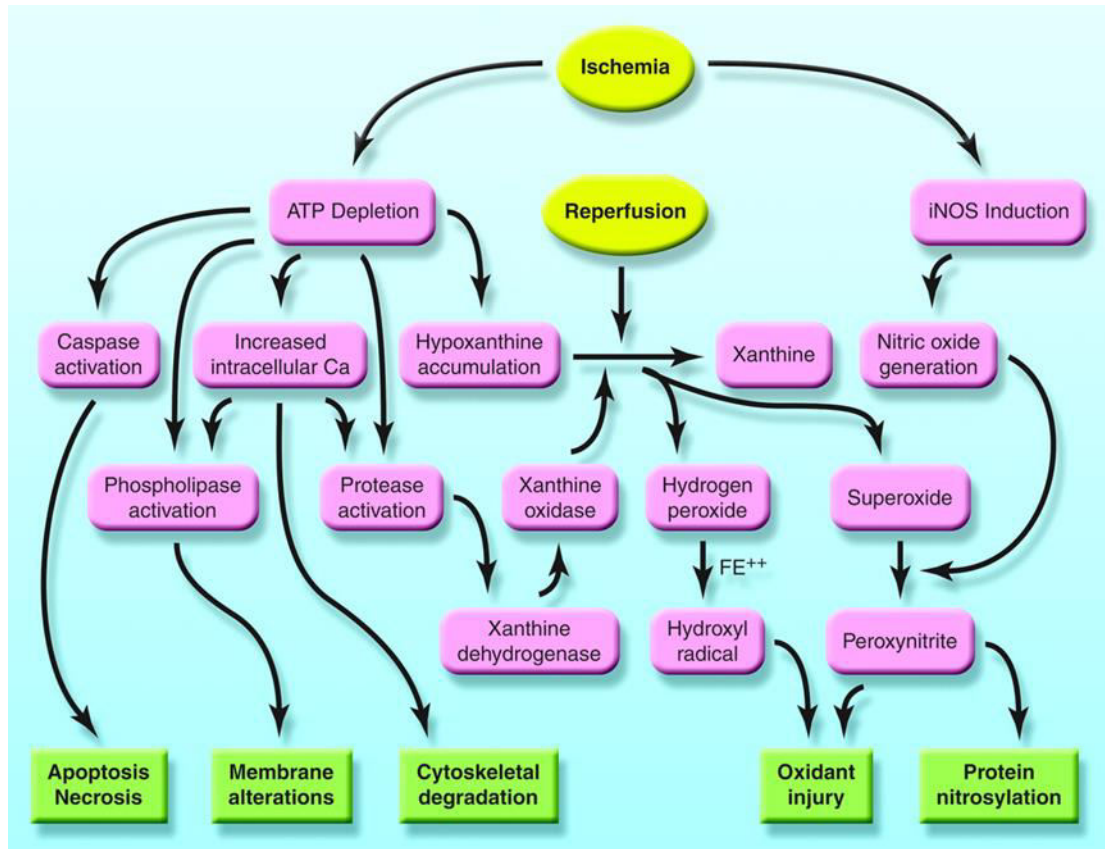 Ischemia
ATP Depletion
Reperfusion
iNOS Induction
Caspase
activation
Increased
intracellular Ca
Hypoxanthine
accumulation
Xanthine
Nitric oxide
generation
Phospholipase
activation
Protease
activation
Xanthine
oxidase
Hydrogen
peroxide
Superoxide
FE++
Xanthine
dehydrogenase
Hydroxyl
radical
Peroxynitrite
Apoptosis
Necrosis
Membrane
alterations
Cytoskeletal
degradation
Oxidant
injury
Protein
nitrosylation